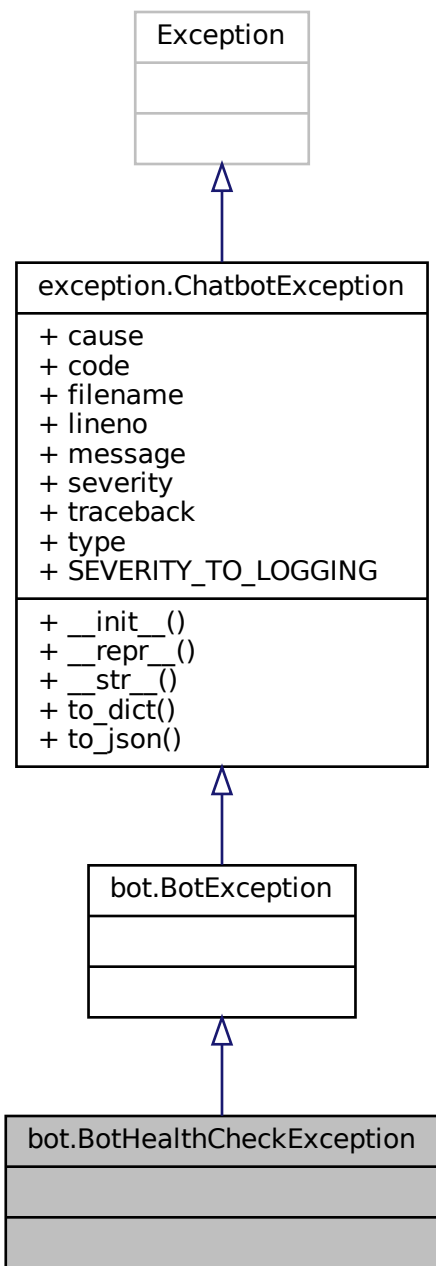 Exception
exception.ChatbotException
+ cause
+ code
+ filename
+ lineno
+ message
+ severity
+ traceback
+ type
+ SEVERITY_TO_LOGGING
+ __init__()
+ __repr__()
+ __str__()
+ to_dict()
+ to_json()
bot.BotException
bot.BotHealthCheckException